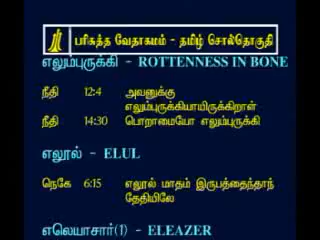 பரிசுத்த வேதாகமம் - தமிழ் சொல்தொகுதி
எலும்புருக்கி - ROTTENNESS IN BONE
நீதி 12:4 அவனுக்கு
எலும்புருக்கியாயிருக்கிறாள்
நீதி 14:30 பொறாமையோ எலும்புருக்கி
எலூல் - ELUL
நெகே 6:15 எலூல் மாதம் இருபத்தைந்தாந்
தேதியிலே
எலெயாசார்(1) - ELEAZER